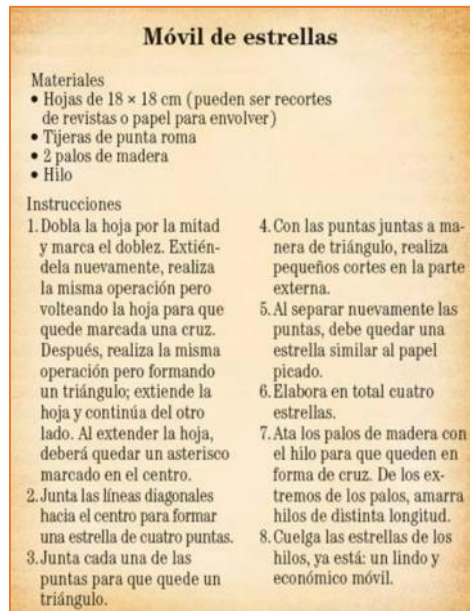 Móvil de estrellas
Materiales
• Hojas de 18 × 18 cm (pueden ser recortes
de revistas o papel para envolver)
• Tijeras de punta roma
• 2 palos de madera
• Hilo
Instrucciones
1. Dobla la hoja por la mitad
y marca el doblez. Extién-
dela nuevamente, realiza
la misma operación pero
volteando la hoja para que
quede marcada una cruz.
Después, realiza la misma
operación pero formando
un triángulo; extiende la
hoja y continúa del otro
lado. Al extender la hoja,
deberá quedar un asterisco
marcado en el centro.
2. Junta las líneas diagonales
hacia el centro para formar
una estrella de cuatro puntas.
3. Junta cada una de las
puntas para que quede un
triángulo.
4. Con las puntas juntas a ma-
nera de triángulo, realiza
pequeños cortes en la parte
externa.
5. Al separar nuevamente las
puntas, debe quedar una
estrella similar al papel
picado.
6. Elabora en total cuatro
estrellas.
7. Ata los palos de madera con
el hilo para que queden en
forma de cruz. De los ex-
tremos de los palos, amarra
hilos de distinta longitud.
8. Cuelga las estrellas de los
hilos, ya está: un lindo y
económico móvil.